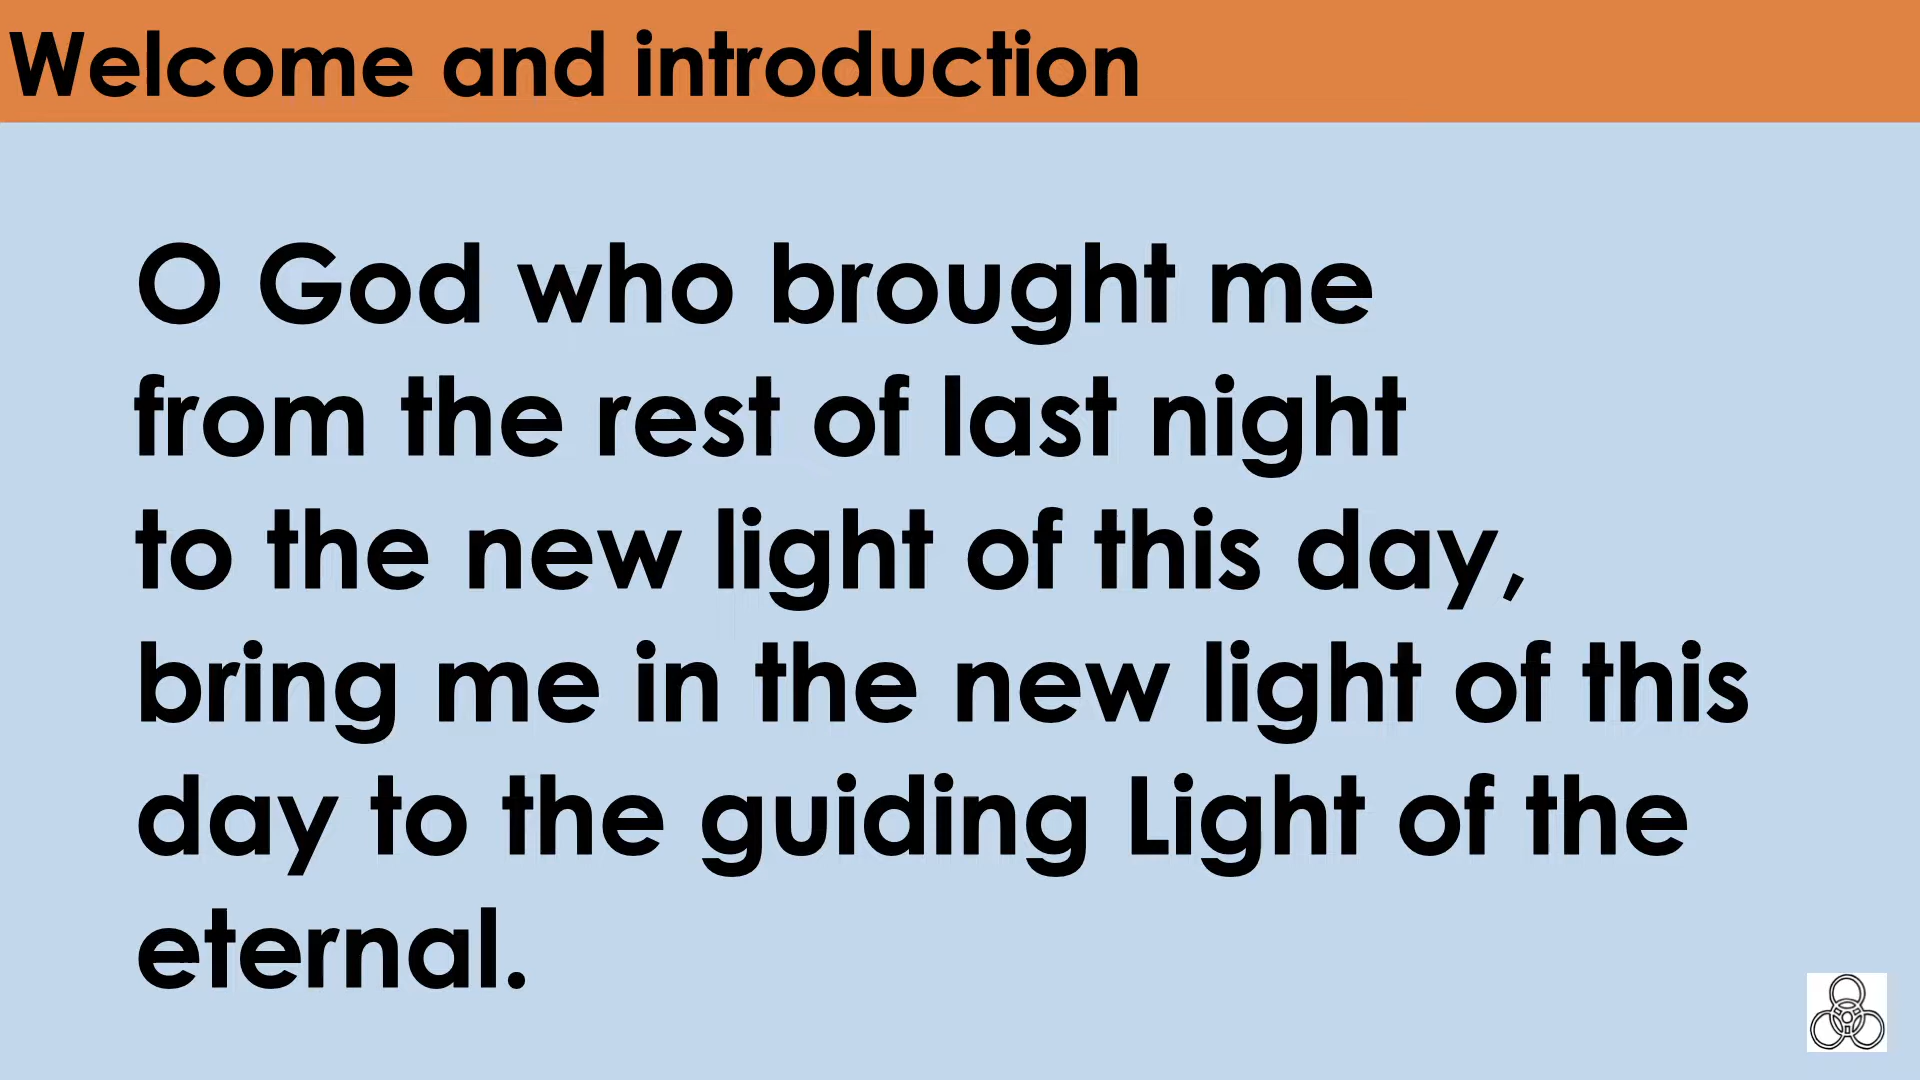 Welcome and introduction
O God who brought me
from the rest of last night
to the new light of this day,
bring me in the new light of this
day to the guiding Light of the
eternal.